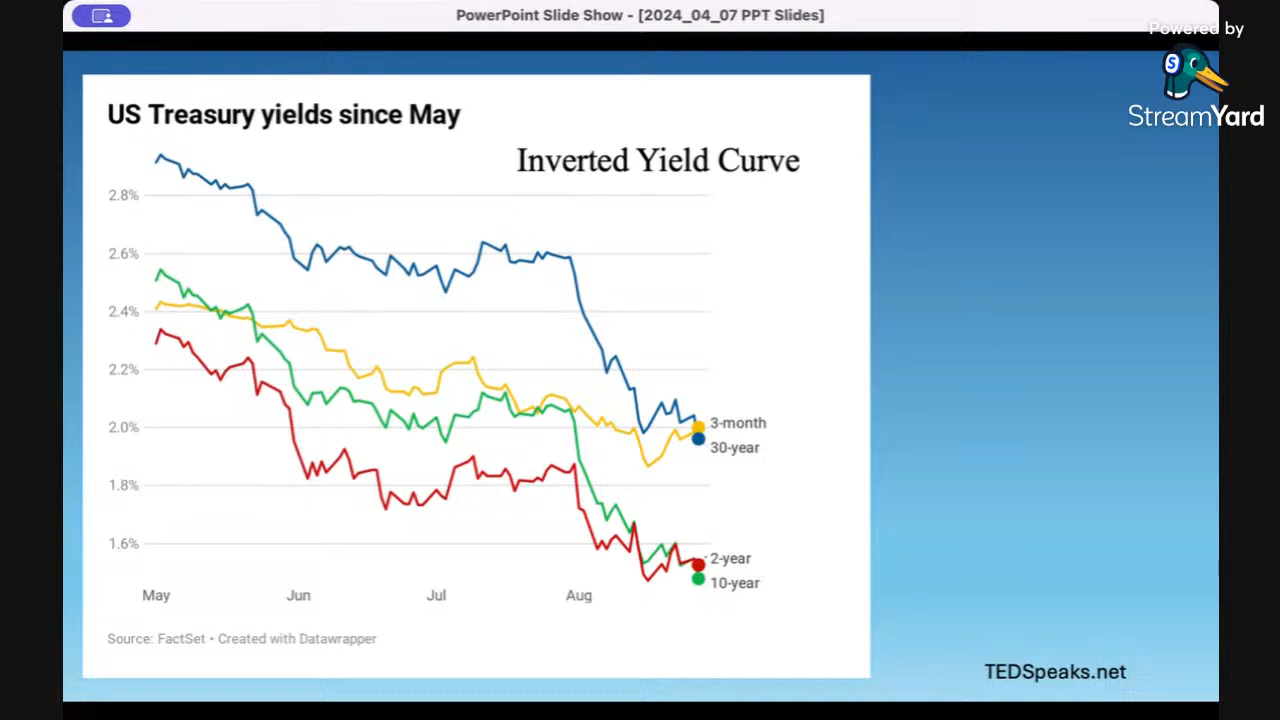 PowerPoint Slide Show - [2024_04_07 PPT Slides]
Powered by
S
StreamYard
US Treasury yields since May
Inverted Yield Curve
2.8%
2.6%
2.4%
2.2%
2.0%
1.8%
1.6%
3-month
30-year
2-year
10-year
May Jun Jul Aug
Source: FactSet • Created with Datawrapper
TEDSpeaks.net